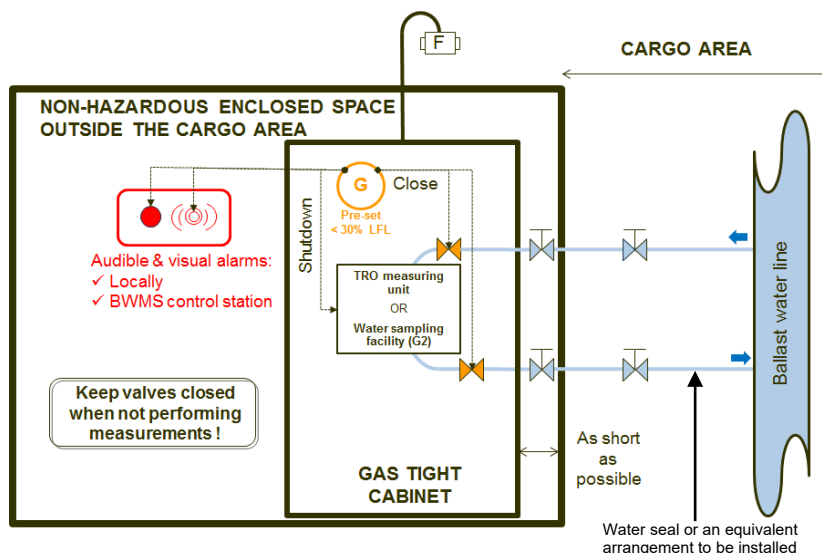 F
CARGO AREA
NON-HAZARDOUS ENCLOSED SPACE
OUTSIDE THE CARGO AREA
G
Close
Pre-set
< 30% LFL
Shutdown
Audible & visual alarms:
✓ Locally
✓ BWMS control station
TRO measuring
unit
OR
Water sampling
facility (G2)
Ballast water line
Keep valves closed
when not performing
measurements !
As short
as
possible
GAS TIGHT
CABINET
Water seal or an equivalent
arrangement to be installed